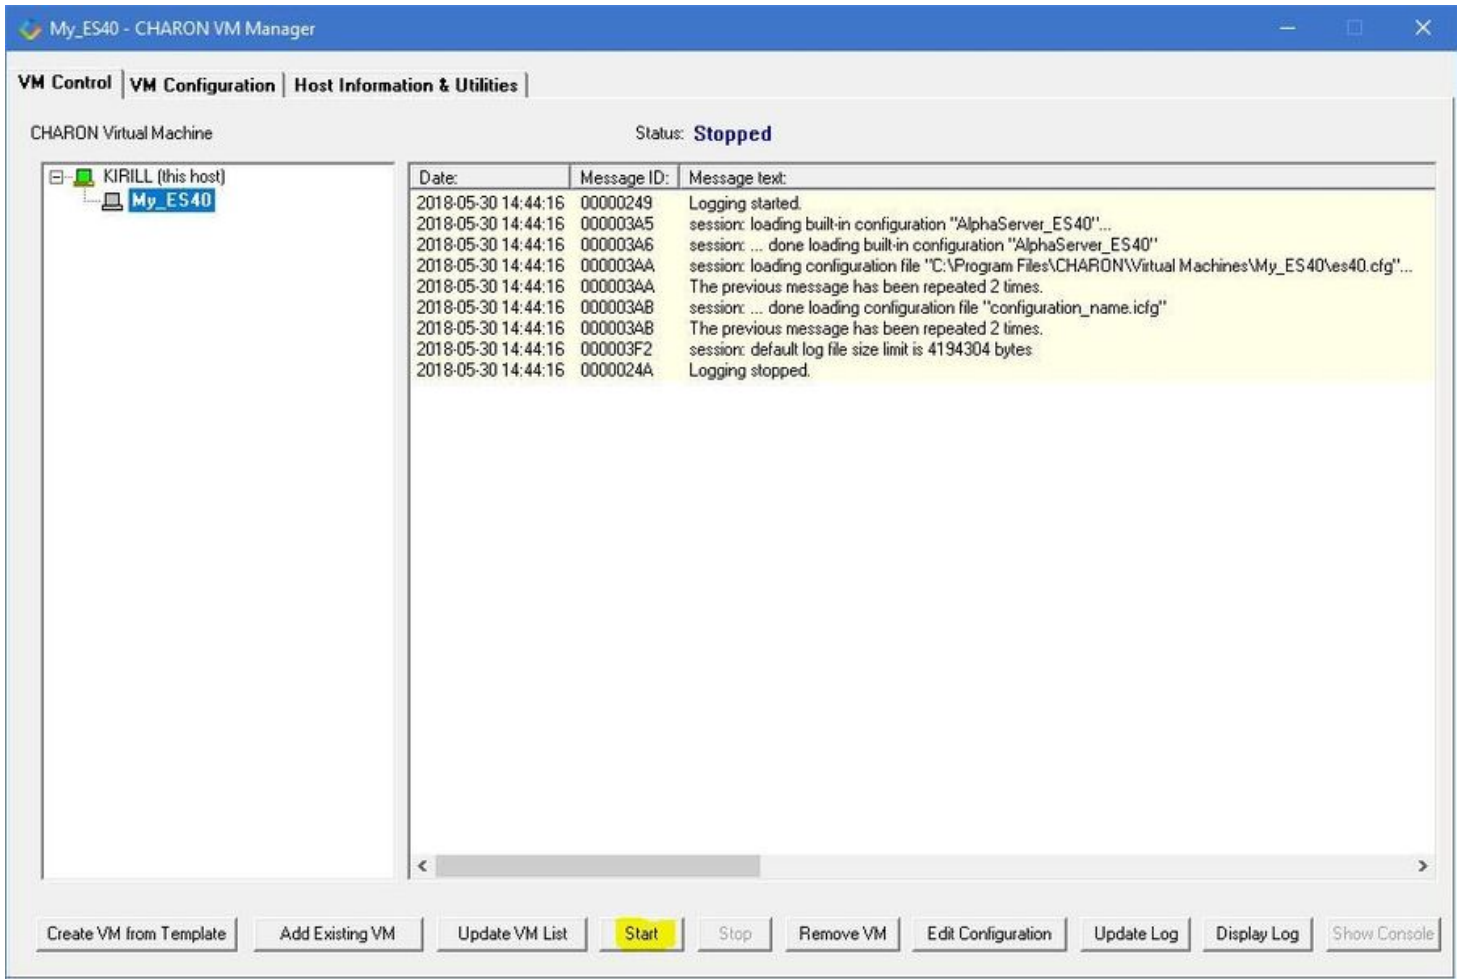 My_ES40 - CHARON VM Manager
VM Control VM Configuration Host Information & Utilities
CHARON Virtual Machine Status: Stopped
KIRILL (this host)
My_ES40
Date: Message ID: Message text:
2018-05-30 14:44:16 00000249 Logging started.
2018-05-30 14:44:16 000003A5 session: loading built-in configuration "AlphaServer_ES40"...
2018-05-30 14:44:16 000003A6 session: ... done loading built-in configuration "AlphaServer_ES40"
2018-05-30 14:44:16 000003AA session: loading configuration file "C:\Program Files\CHARON\Virtual Machines\My_ES40\es40.cfg"...
2018-05-30 14:44:16 000003AA The previous message has been repeated 2 times.
2018-05-30 14:44:16 000003AB session: ... done loading configuration file "configuration_name.icfg"
2018-05-30 14:44:16 000003AB The previous message has been repeated 2 times.
2018-05-30 14:44:16 000003F2 session: default log file size limit is 4194304 bytes
2018-05-30 14:44:16 0000024A Logging stopped.
Create VM from Template Add Existing VM Update VM List Start Stop Remove VM Edit Configuration Update Log Display Log Show Console